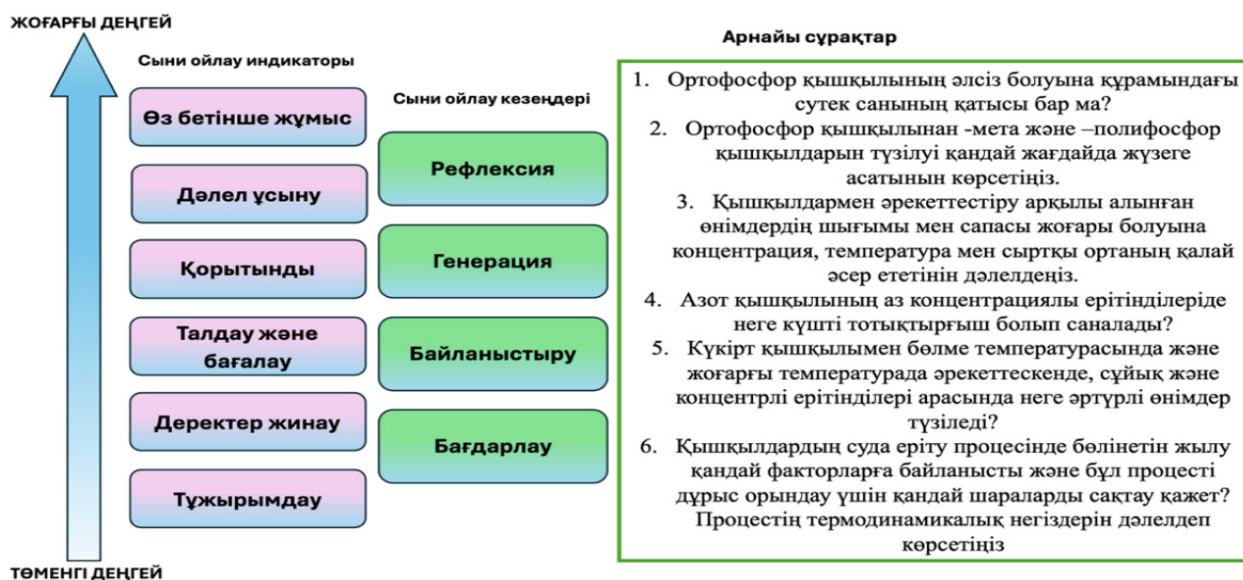 ЖОҒАРҒЫ ДЕҢГЕЙ
Сыни ойлау индикаторы
Өз бетінше жұмыс
Дәлел ұсыну
Қорытынды
Талдау және
бағалау
Деректер жинау
Тұжырымдау
ТӨМЕНГІ ДЕҢГЕЙ
Сыни ойлау кезеңдері
Рефлексия
Генерация
Байланыстыру
Бағдарлау
Арнайы сұрақтар
1. Ортофосфор қышқылының әлсіз болуына құрамындағы
сутек санының қатысы бар ма?
2. Ортофосфор қышқылынан -мета және –полифосфор
қышқылдарын түзілуі қандай жағдайда жүзеге
асатынын көрсетіңіз.
3. Қышқылдармен әрекеттестіру арқылы алынған
өнімдердің шығымы мен сапасы жоғары болуына
концентрация, температура мен сыртқы ортаның қалай
әсер ететінін дәлелдеңіз.
4. Азот қышқылының аз концентрациялы ерітінділеріде
неге күшті тотықтырғыш болып саналады?
5. Күкірт қышқылымен бөлме температурасында және
жоғарғы температурада әрекеттескенде, сұйық және
концентрлі ерітінділері арасында неге әртүрлі өнімдер
түзіледі?
6. Қышқылдардың суда еріту процесінде бөлінетін жылу
қандай факторларға байланысты және бұл процесті
дұрыс орындау үшін қандай шараларды сақтау қажет?
Процестің термодинамикалық негіздерін дәлелдеп
көрсетіңіз